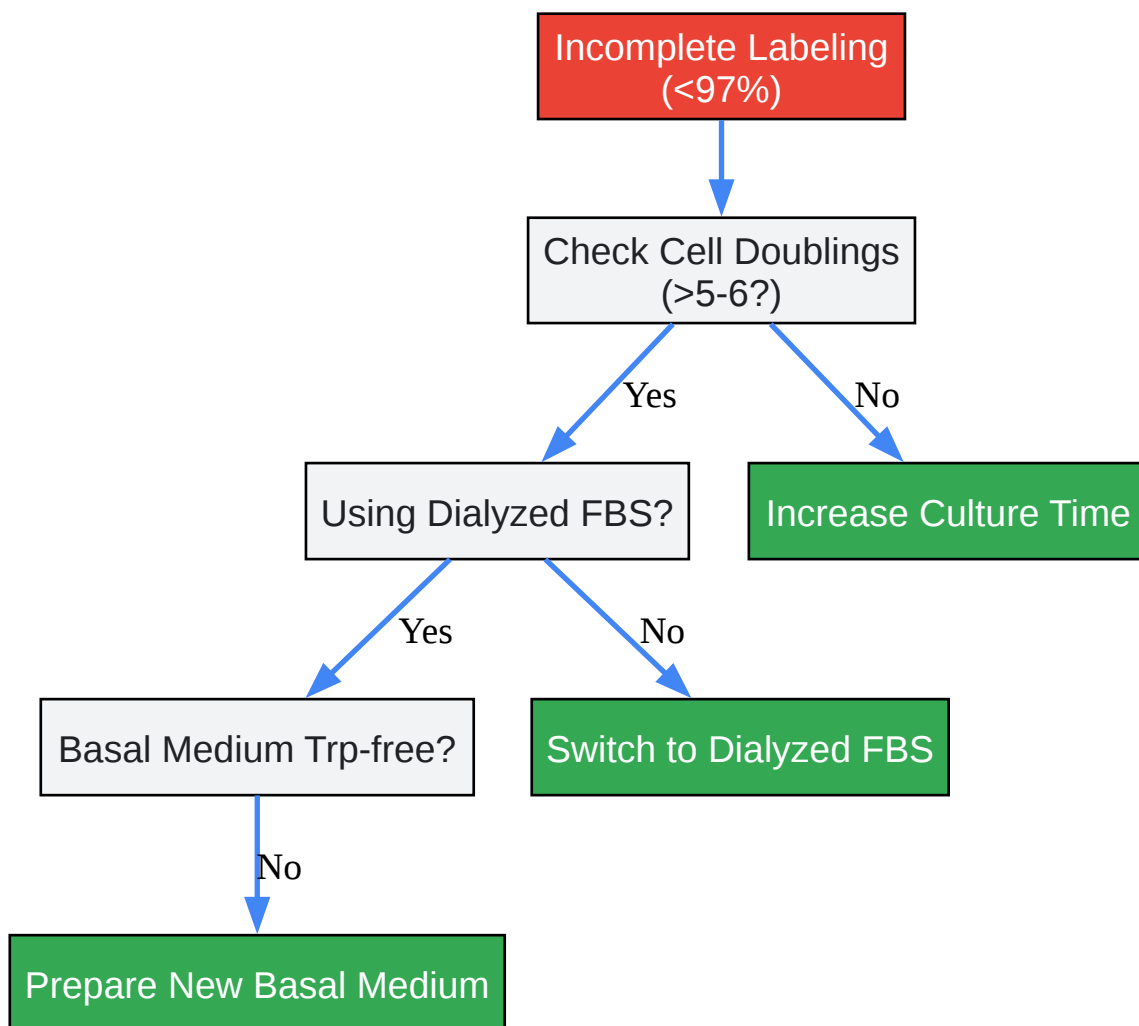 Incomplete Labeling
(<97%)
Check Cell Doublings
(>5-6?)
Yes
No
Using Dialyzed FBS?
Increase Culture Time
Yes
No
Basal Medium Trp-free?
Switch to Dialyzed FBS
No
Prepare New Basal Medium